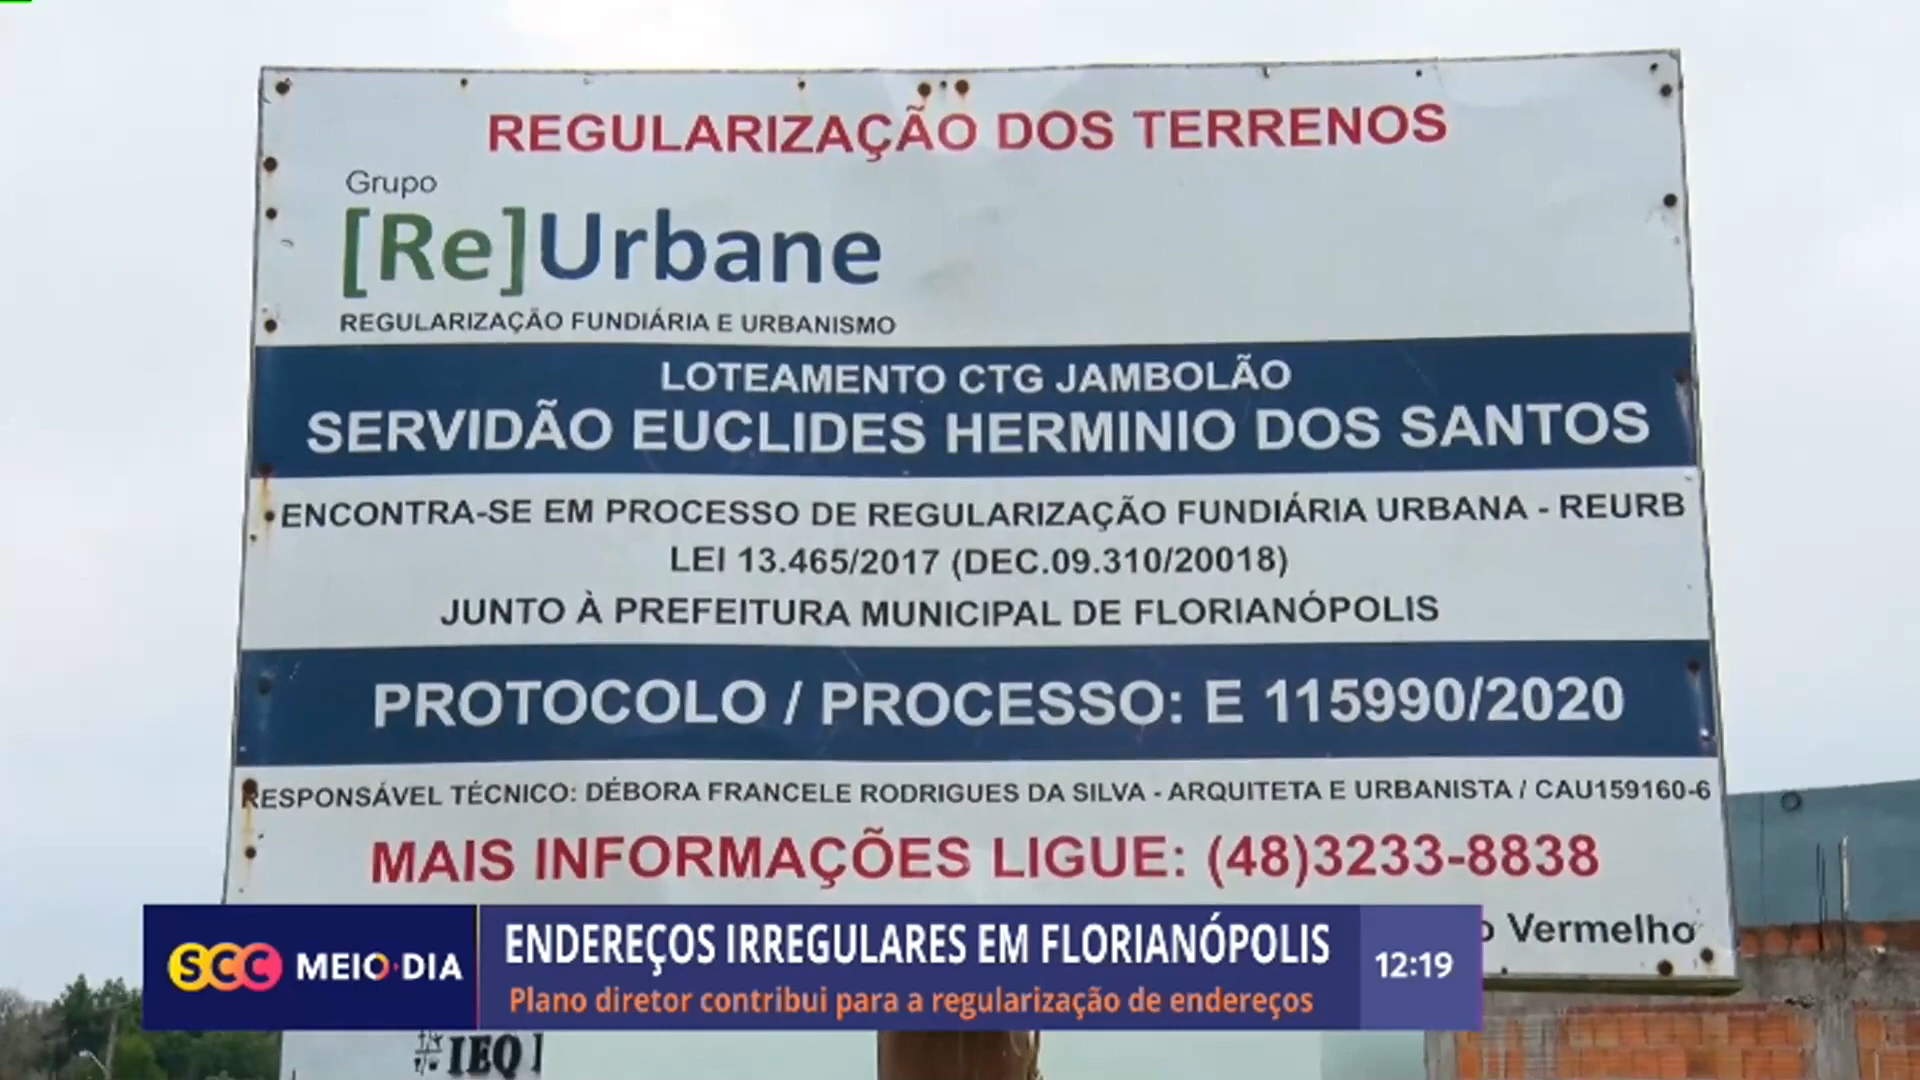 REGULARIZAÇÃO DOS TERRENOS
Grupo
[Re]Urbane
REGULARIZAÇÃO FUNDIÁRIA E URBANISMO
LOTEAMENTO CTG JAMBOLÃO
SERVIDÃO EUCLIDES HERMINIO DOS SANTOS
ENCONTRA-SE EM PROCESSO DE REGULARIZAÇÃO FUNDIÁRIA URBANA - REURB
LEI 13.465/2017 (DEC.09.310/20018)
JUNTO À PREFEITURA MUNICIPAL DE FLORIANÓPOLIS
PROTOCOLO / PROCESSO: E 115990/2020
RESPONSÁVEL TÉCNICO: DÉBORA FRANCELE RODRIGUES DA SILVA - ARQUITETA E URBANISTA / CAU159160-6
MAIS INFORMAÇÕES LIGUE: (48)3233-8838
Vermelho
SCC MEIO-DIA
ENDEREÇOS IRREGULARES EM FLORIANÓPOLIS
Plano diretor contribui para a regularização de endereços
12:19
IEQ